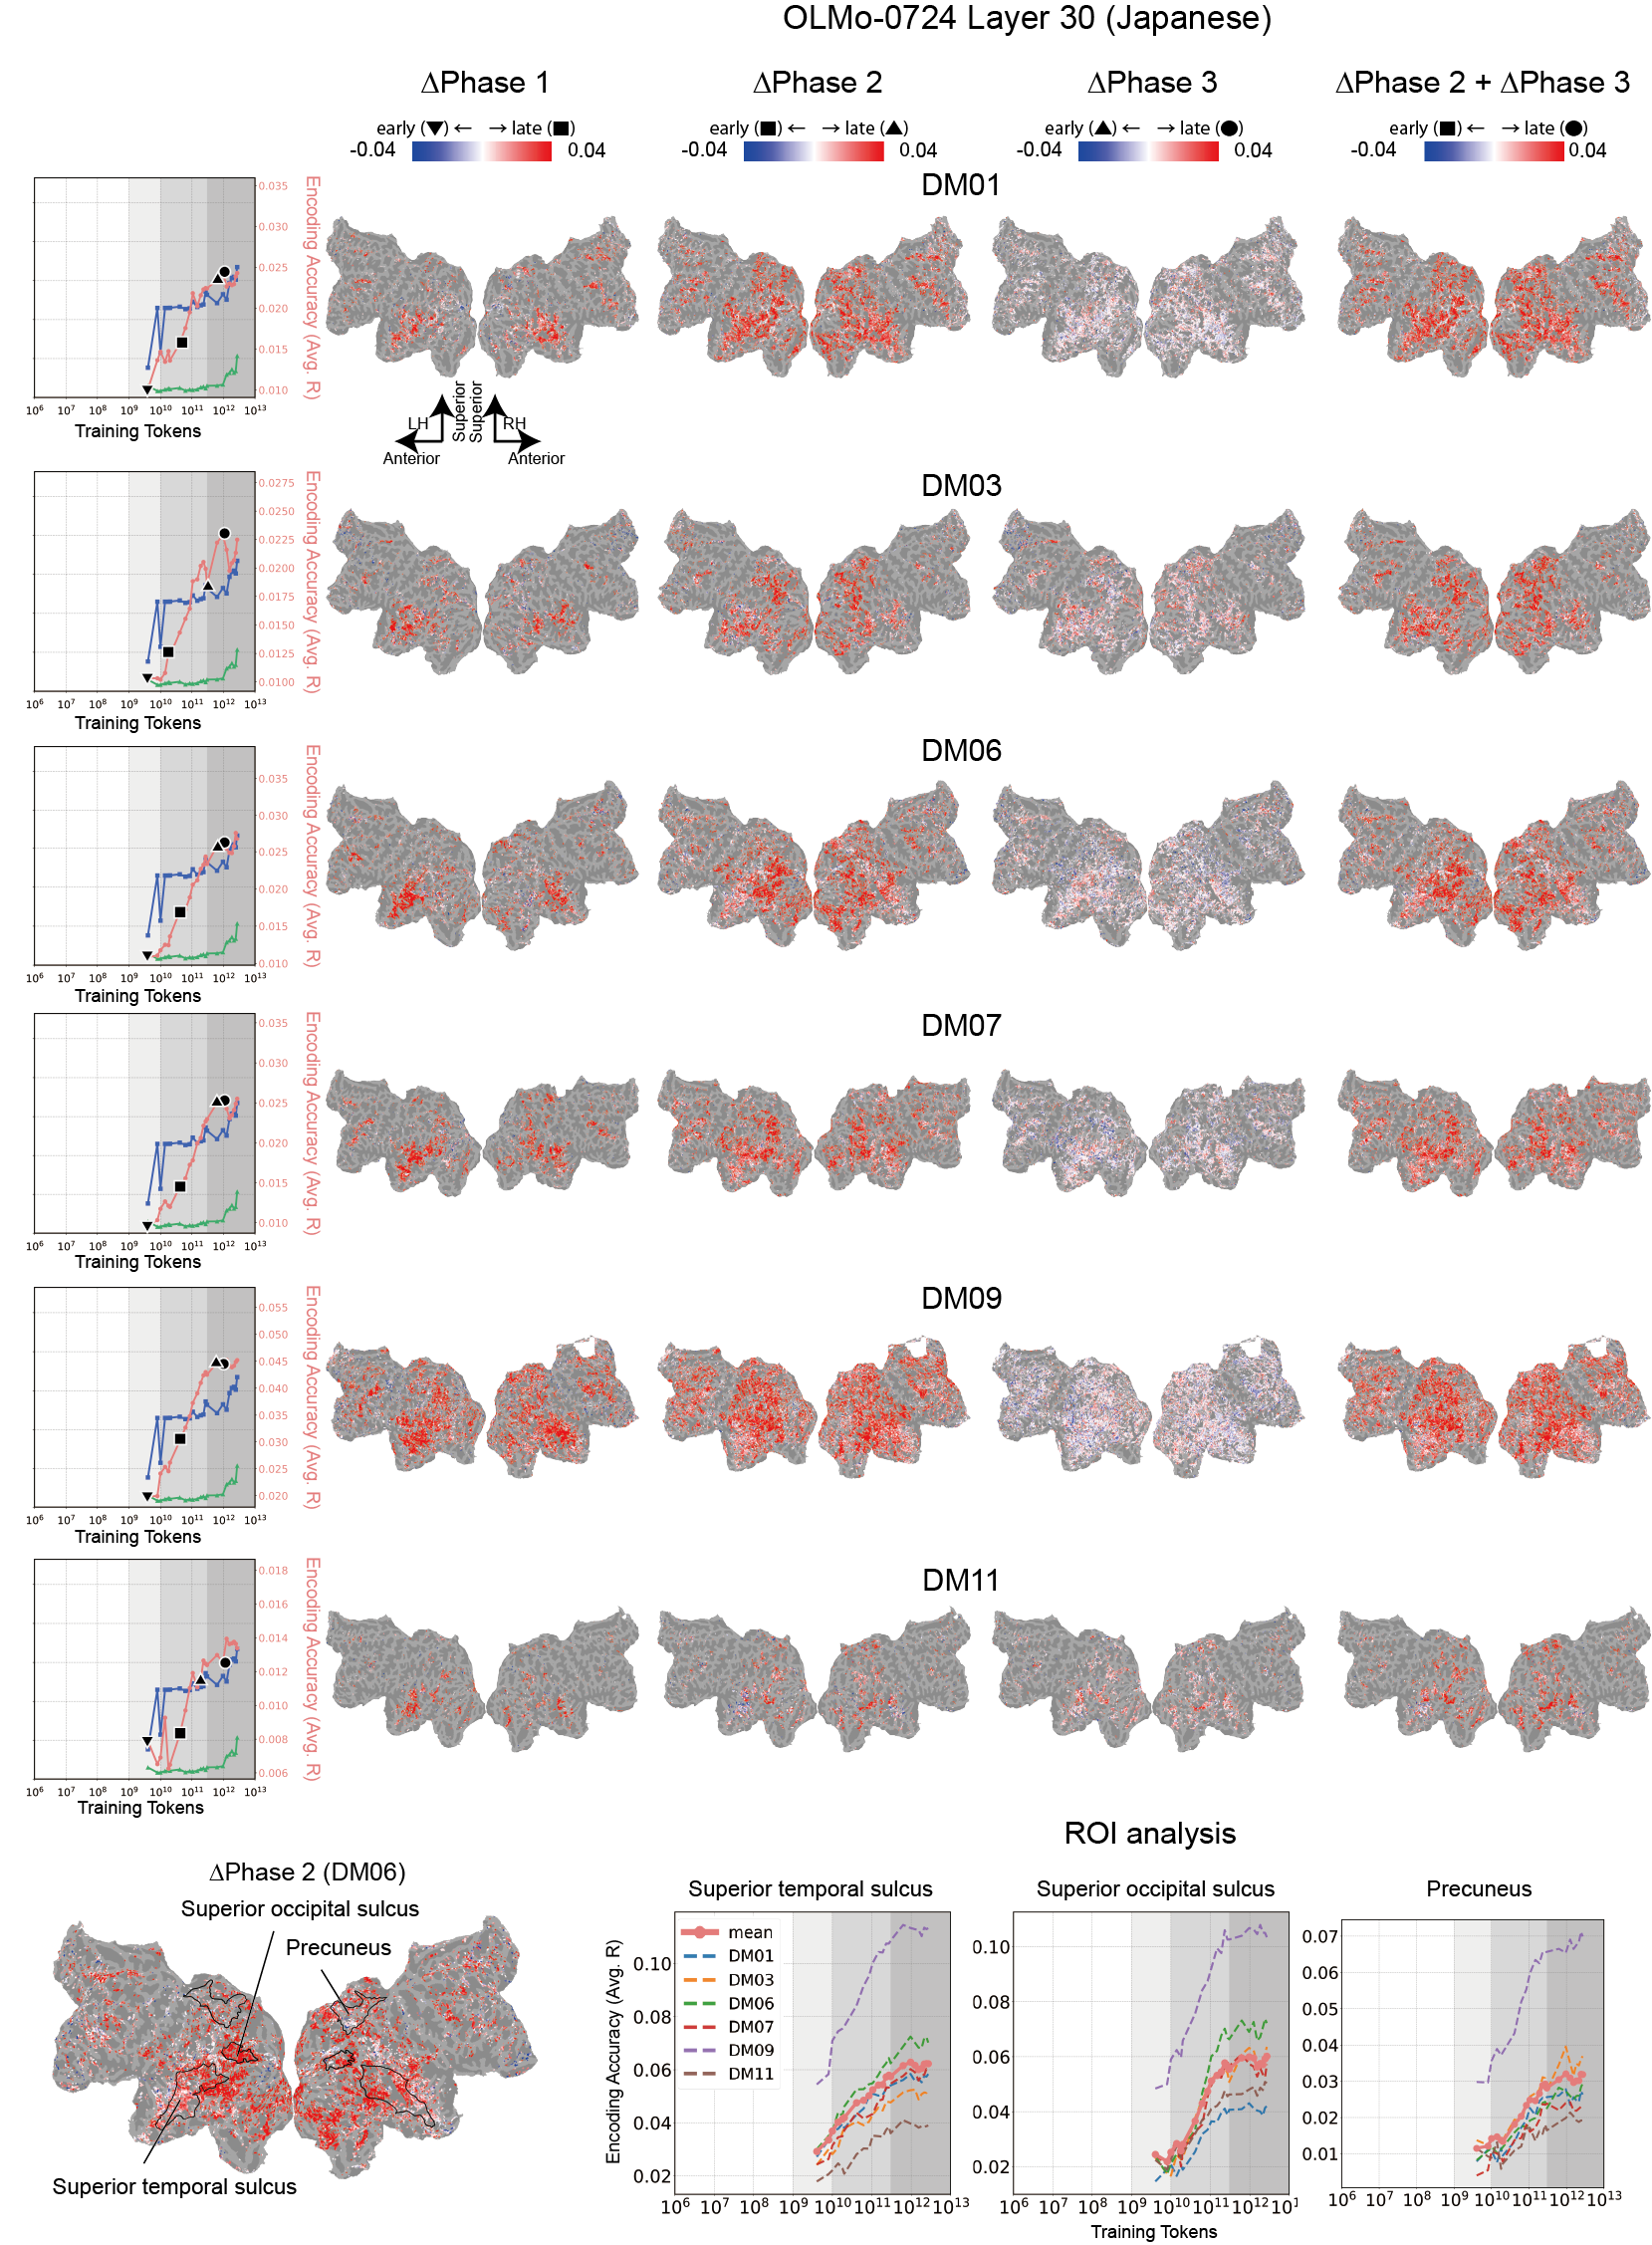 OLMo-0724 Layer 30 (Japanese)
ΔPhase 1
ΔPhase 2
ΔPhase 3
ΔPhase 2 + ΔPhase 3
early (▼) ← → late (■)
-0.04 0.04
early (■) ← → late (▲)
-0.04 0.04
early (▲) ← → late (●)
-0.04 0.04
early (■) ← → late (●)
-0.04 0.04
DM01
0.035
0.030
0.025
0.020
0.015
0.010
Encoding Accuracy (Avg. R)
10⁶ 10⁷ 10⁸ 10⁹ 10¹⁰ 10¹¹ 10¹² 10¹³
Training Tokens
LH
Superior
Anterior
Superior
RH
Anterior
DM03
0.0275
0.0250
0.0225
0.0200
0.0175
0.0150
0.0125
0.0100
Encoding Accuracy (Avg. R)
10⁶ 10⁷ 10⁸ 10⁹ 10¹⁰ 10¹¹ 10¹² 10¹³
Training Tokens
DM06
0.035
0.030
0.025
0.020
0.015
0.010
Encoding Accuracy (Avg. R)
10⁶ 10⁷ 10⁸ 10⁹ 10¹⁰ 10¹¹ 10¹² 10¹³
Training Tokens
DM07
0.035
0.030
0.025
0.020
0.015
0.010
Encoding Accuracy (Avg. R)
10⁶ 10⁷ 10⁸ 10⁹ 10¹⁰ 10¹¹ 10¹² 10¹³
Training Tokens
DM09
0.055
0.050
0.045
0.040
0.035
0.030
0.025
0.020
Encoding Accuracy (Avg. R)
10⁶ 10⁷ 10⁸ 10⁹ 10¹⁰ 10¹¹ 10¹² 10¹³
Training Tokens
DM11
0.018
0.016
0.014
0.012
0.010
0.008
0.006
Encoding Accuracy (Avg. R)
10⁶ 10⁷ 10⁸ 10⁹ 10¹⁰ 10¹¹ 10¹² 10¹³
Training Tokens
ΔPhase 2 (DM06)
Superior occipital sulcus
Precuneus
Superior temporal sulcus
ROI analysis
Superior temporal sulcus
Encoding Accuracy (Avg. R)
0.10
0.08
0.06
0.04
0.02
mean
DM01
DM03
DM06
DM07
DM09
DM11
10⁶ 10⁷ 10⁸ 10⁹ 10¹⁰ 10¹¹ 10¹² 10¹³
Superior occipital sulcus
0.10
0.08
0.06
0.04
0.02
10⁶ 10⁷ 10⁸ 10⁹ 10¹⁰ 10¹¹ 10¹² 1
Training Tokens
Precuneus
0.07
0.06
0.05
0.04
0.03
0.02
0.01
10⁶ 10⁷ 10⁸ 10⁹ 10¹⁰ 10¹¹ 10¹² 10¹³